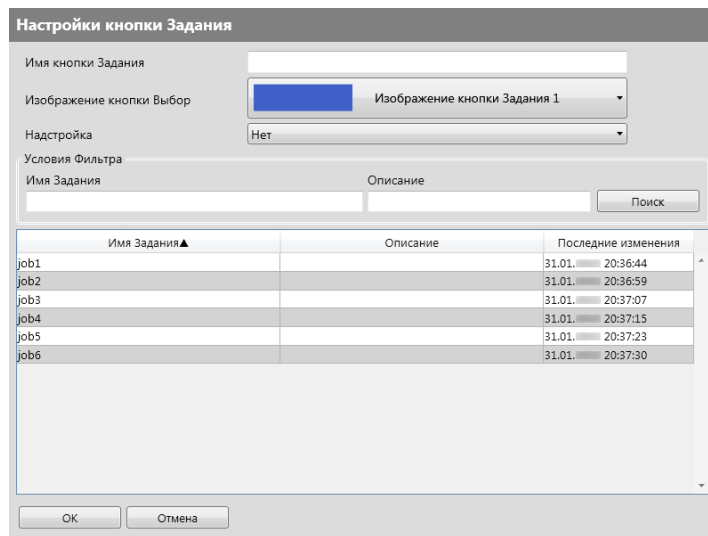 Настройки кнопки Задания
Имя кнопки Задания
Изображение кнопки Выбор Изображение кнопки Задания 1
Надстройка Нет
Условия Фильтра
Имя Задания Описание
Поиск
Имя Задания▲ Описание Последние изменения
job1 31.01. 20:36:44
job2 31.01. 20:36:59
job3 31.01. 20:37:07
job4 31.01. 20:37:15
job5 31.01. 20:37:23
job6 31.01. 20:37:30
OK Отмена